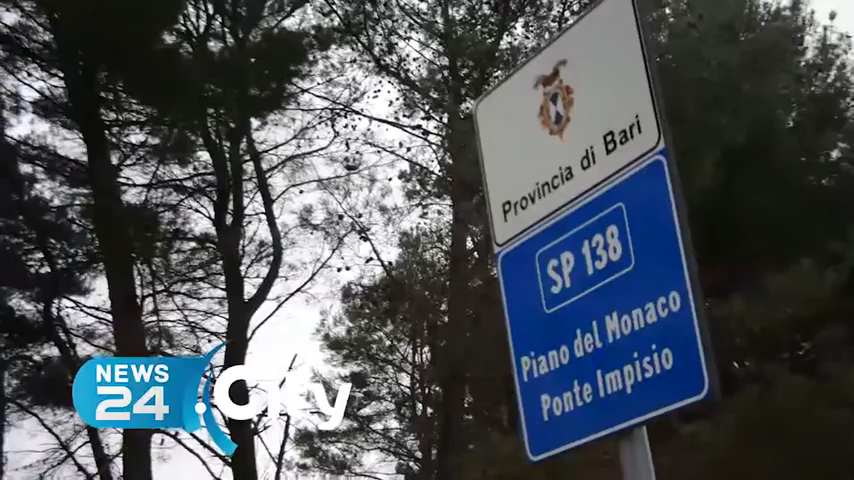 Provincia di Bari
SP 138
Piano del Monaco
Ponte Impisio
NEWS
24.City